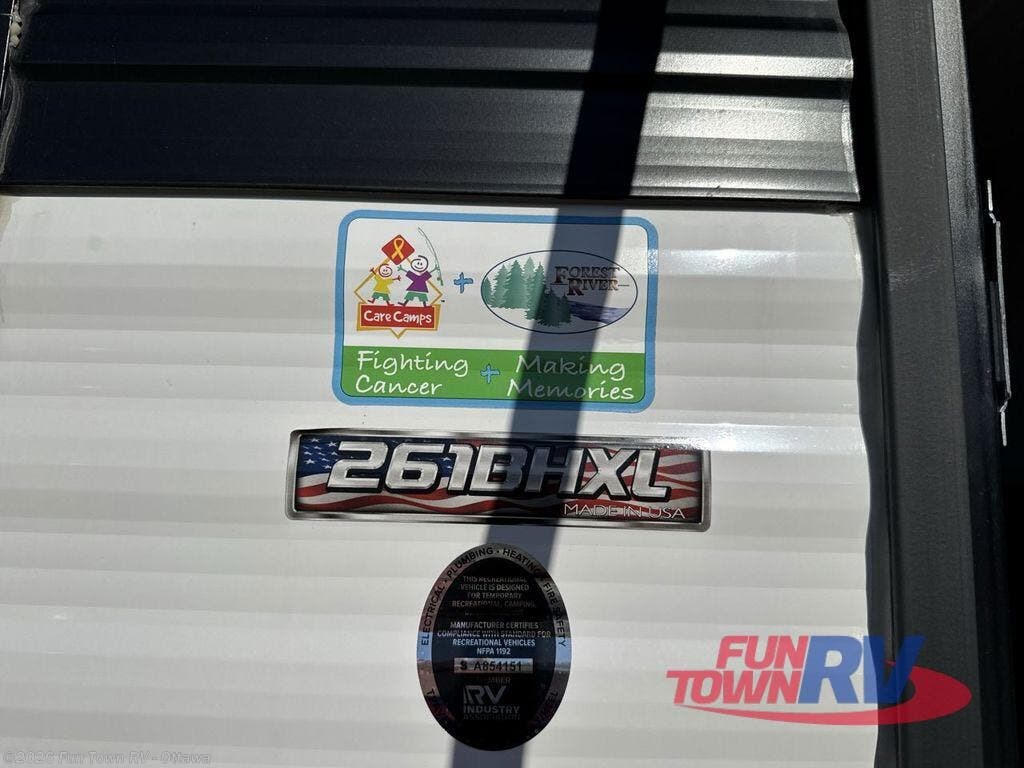 Care Camps
+
FOREST
RIVER
Fighting
Cancer
+
Making
Memories
261BHXL
MADE IN USA
ELECTRICAL • PLUMBING • HEATING FIRE SAFETY
THIS RECREATIONAL
VEHICLE IS DESIGNED
FOR TEMPORARY
RECREATIONAL, CAMPING,
MANUFACTURER CERTIFIES
COMPLIANCE WITH STANDARD FOR
RECREATIONAL VEHICLES
NFPA 1192
S A854151
MEMBER
RV
INDUSTRY
ASSOCIATION
FUN
TOWN RV
©2026 Fun Town RV - Ottawa